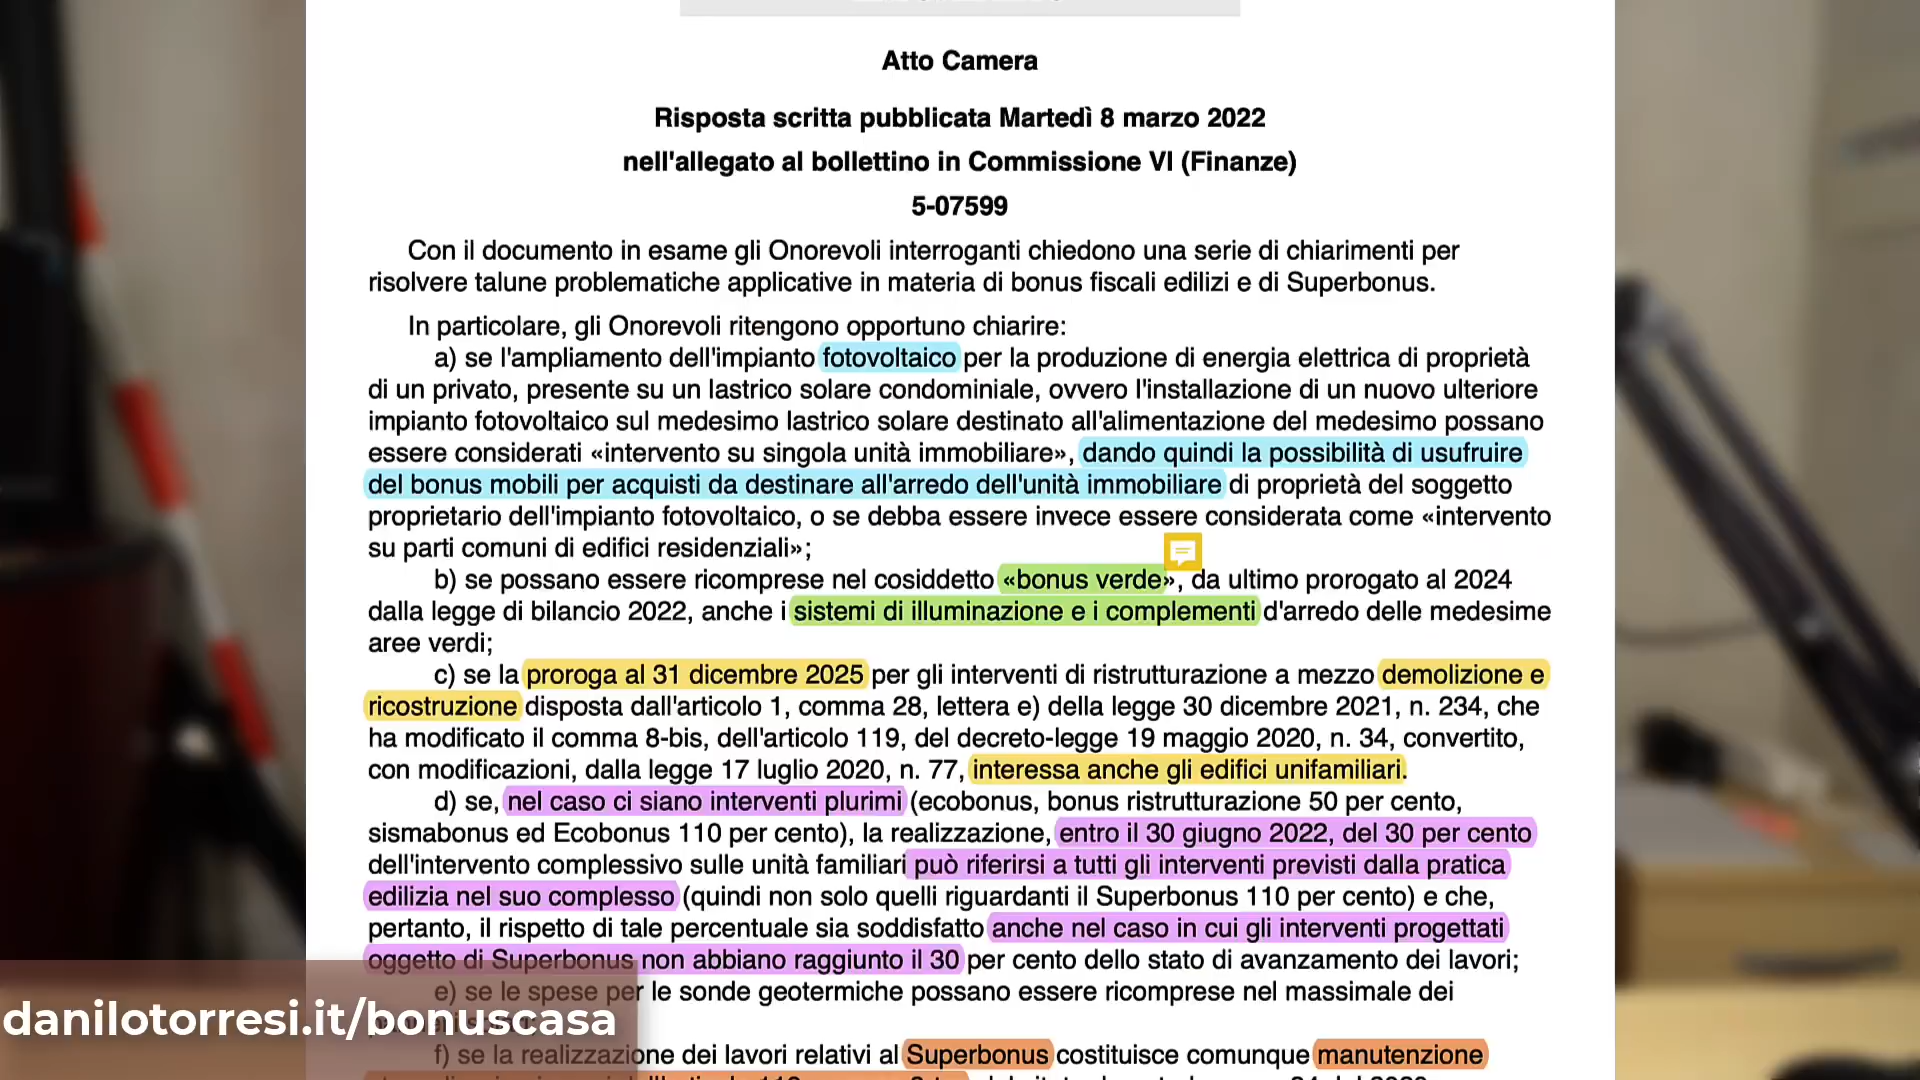 Atto Camera
Risposta scritta pubblicata Martedì 8 marzo 2022
nell'allegato al bollettino in Commissione VI (Finanze)
5-07599
Con il documento in esame gli Onorevoli interroganti chiedono una serie di chiarimenti per
risolvere talune problematiche applicative in materia di bonus fiscali edilizi e di Superbonus.
In particolare, gli Onorevoli ritengono opportuno chiarire:
a) se l'ampliamento dell'impianto fotovoltaico per la produzione di energia elettrica di proprietà
di un privato, presente su un lastrico solare condominiale, ovvero l'installazione di un nuovo ulteriore
impianto fotovoltaico sul medesimo lastrico solare destinato all'alimentazione del medesimo possano
essere considerati «intervento su singola unità immobiliare», dando quindi la possibilità di usufruire
del bonus mobili per acquisti da destinare all'arredo dell'unità immobiliare di proprietà del soggetto
proprietario dell'impianto fotovoltaico, o se debba essere invece essere considerata come «intervento
su parti comuni di edifici residenziali»;
b) se possano essere ricomprese nel cosiddetto «bonus verde», da ultimo prorogato al 2024
dalla legge di bilancio 2022, anche i sistemi di illuminazione e i complementi d'arredo delle medesime
aree verdi;
c) se la proroga al 31 dicembre 2025 per gli interventi di ristrutturazione a mezzo demolizione e
ricostruzione disposta dall'articolo 1, comma 28, lettera e) della legge 30 dicembre 2021, n. 234, che
ha modificato il comma 8-bis, dell'articolo 119, del decreto-legge 19 maggio 2020, n. 34, convertito,
con modificazioni, dalla legge 17 luglio 2020, n. 77, interessa anche gli edifici unifamiliari.
d) se, nel caso ci siano interventi plurimi (ecobonus, bonus ristrutturazione 50 per cento,
sismabonus ed Ecobonus 110 per cento), la realizzazione, entro il 30 giugno 2022, del 30 per cento
dell'intervento complessivo sulle unità familiari può riferirsi a tutti gli interventi previsti dalla pratica
edilizia nel suo complesso (quindi non solo quelli riguardanti il Superbonus 110 per cento) e che,
pertanto, il rispetto di tale percentuale sia soddisfatto anche nel caso in cui gli interventi progettati
oggetto di Superbonus non abbiano raggiunto il 30 per cento dello stato di avanzamento dei lavori;
e) se le spese per le sonde geotermiche possano essere ricomprese nel massimale dei
danilotorresi.it/bonuscasa
f) se la realizzazione dei lavori relativi al Superbonus costituisce comunque manutenzione